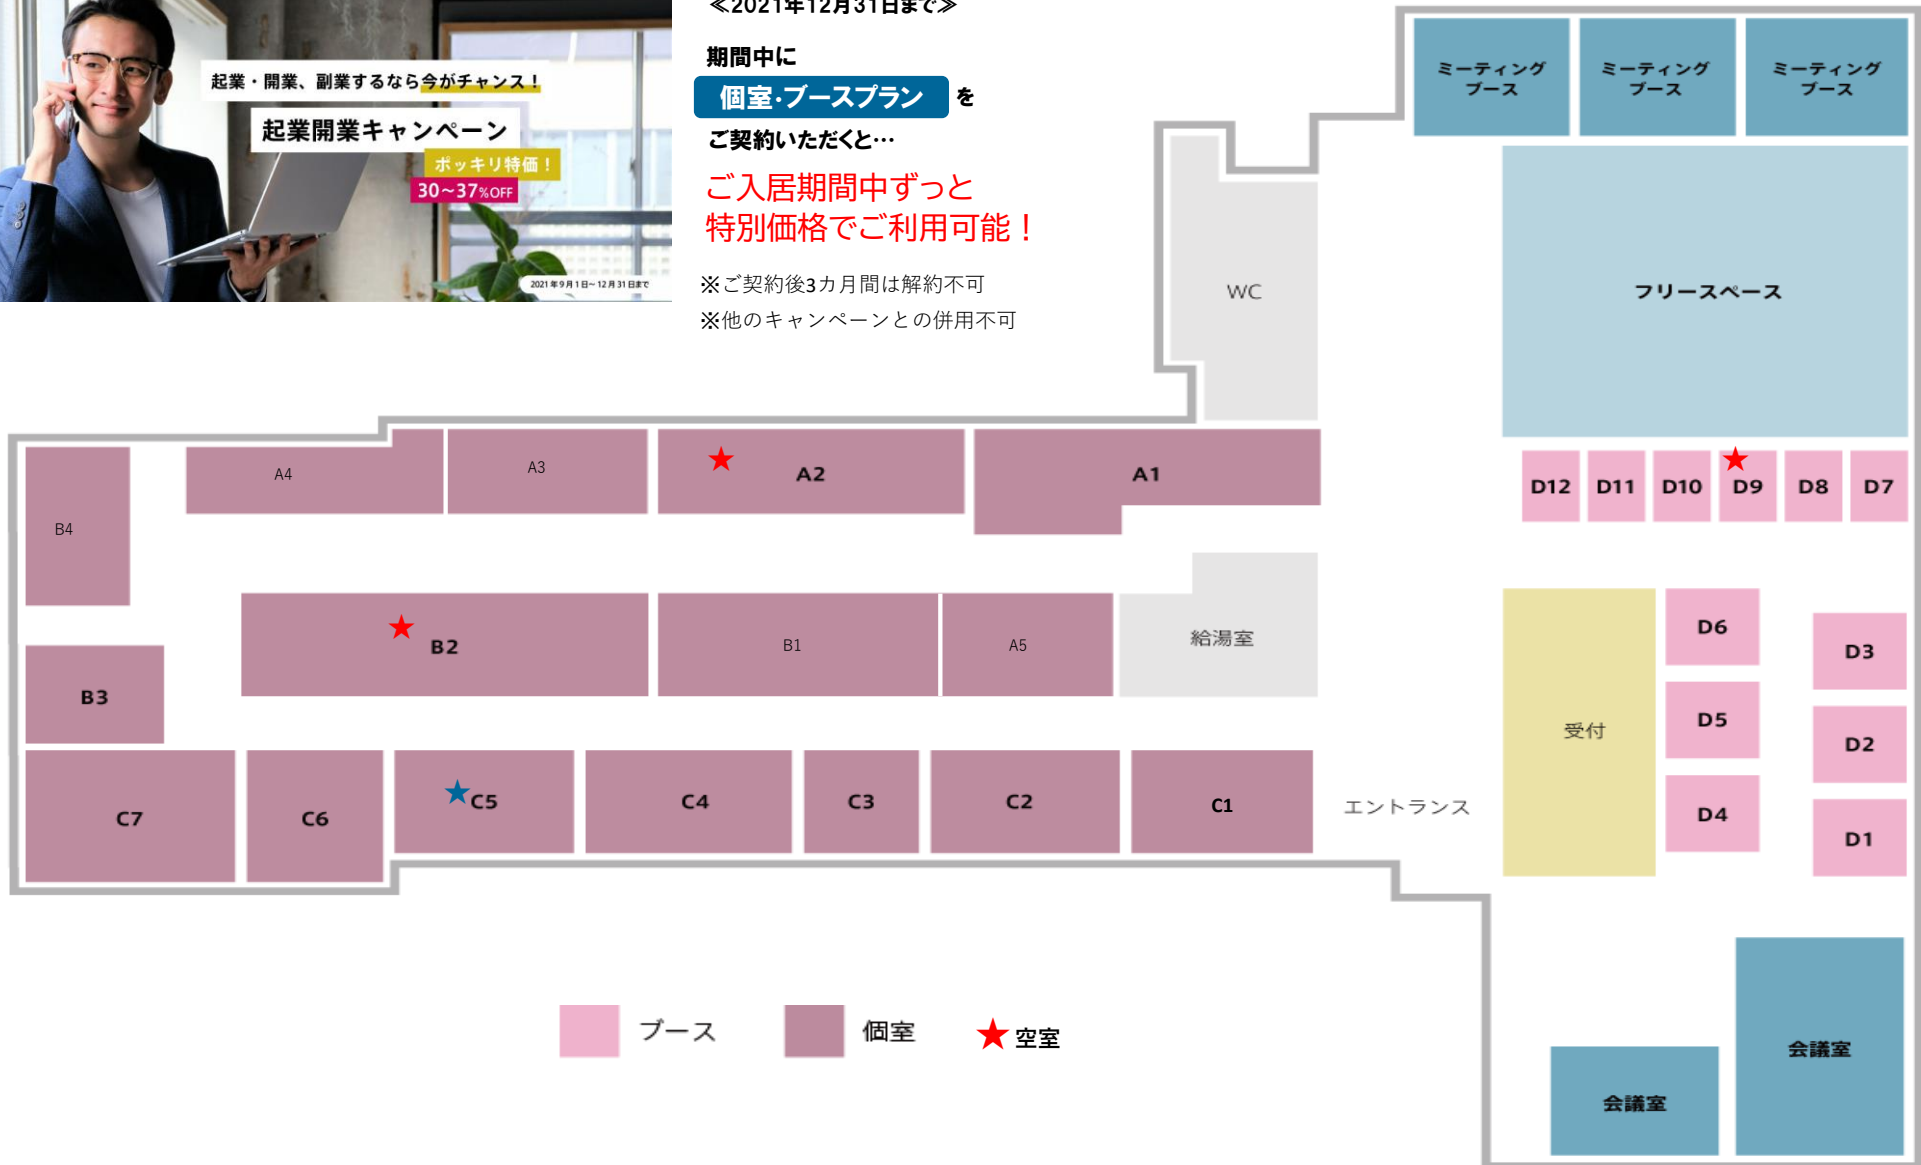 ≪2021年12月31日まで≫
起業・開業、副業するなら今がチャンス！
起業開業キャンペーン
ポッキリ特価！
30～37%OFF
2021年9月1日～12月31日まで
期間中に
個室・ブースプラン を
ご契約いただくと…
ご入居期間中ずっと
特別価格でご利用可能！
※ご契約後3カ月間は解約不可
※他のキャンペーンとの併用不可
ミーティング
ブース
ミーティング
ブース
ミーティング
ブース
WC
フリースペース
A4
A3
★ A2
A1
D12 D11 D10 ★ D9 D8 D7
B4
★ B2
B1
A5
給湯室
B3
受付
D6
D3
D5
D2
D4
D1
C7
C6
★ C5
C4
C3
C2
C1
エントランス
ブース
個室
★ 空室
会議室
会議室